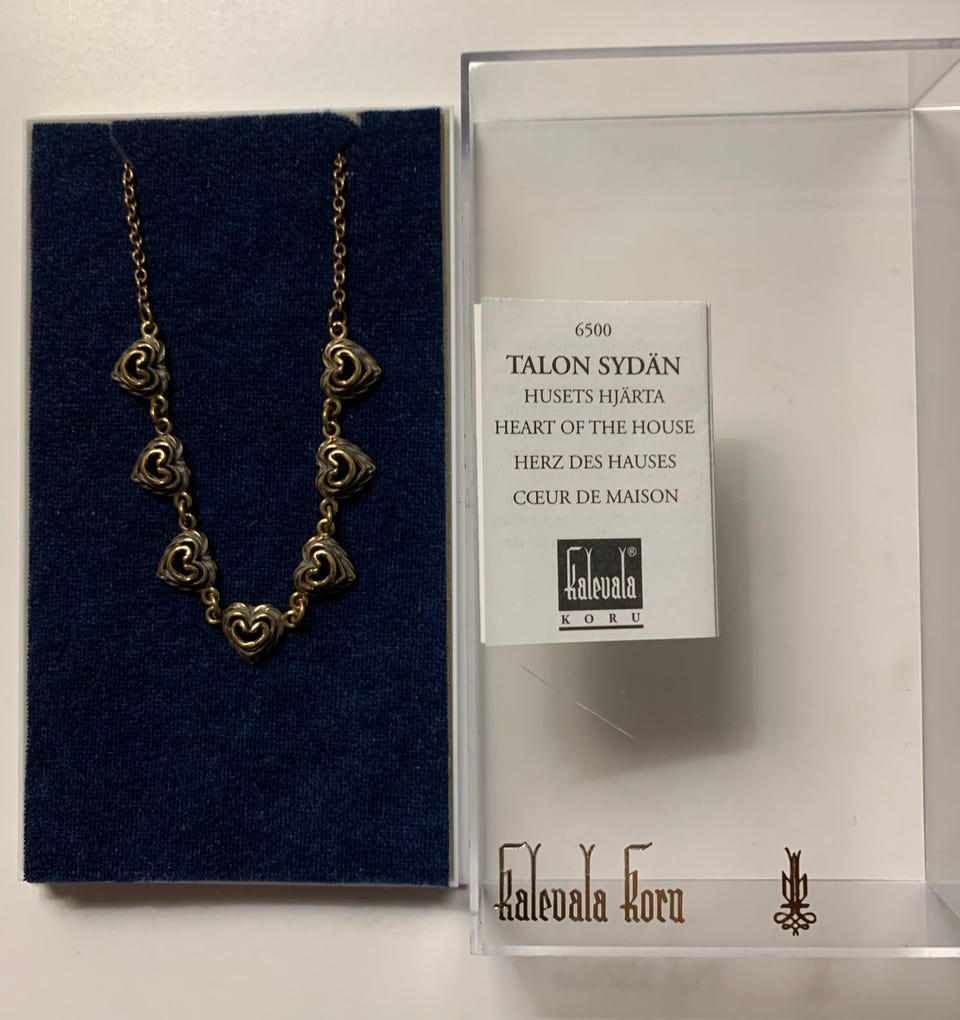 6500
TALON SYDÄN
HUSETS HJÄRTA
HEART OF THE HOUSE
HERZ DES HAUSES
CŒUR DE MAISON
Kalevala®
KORU
Kalevala Koru